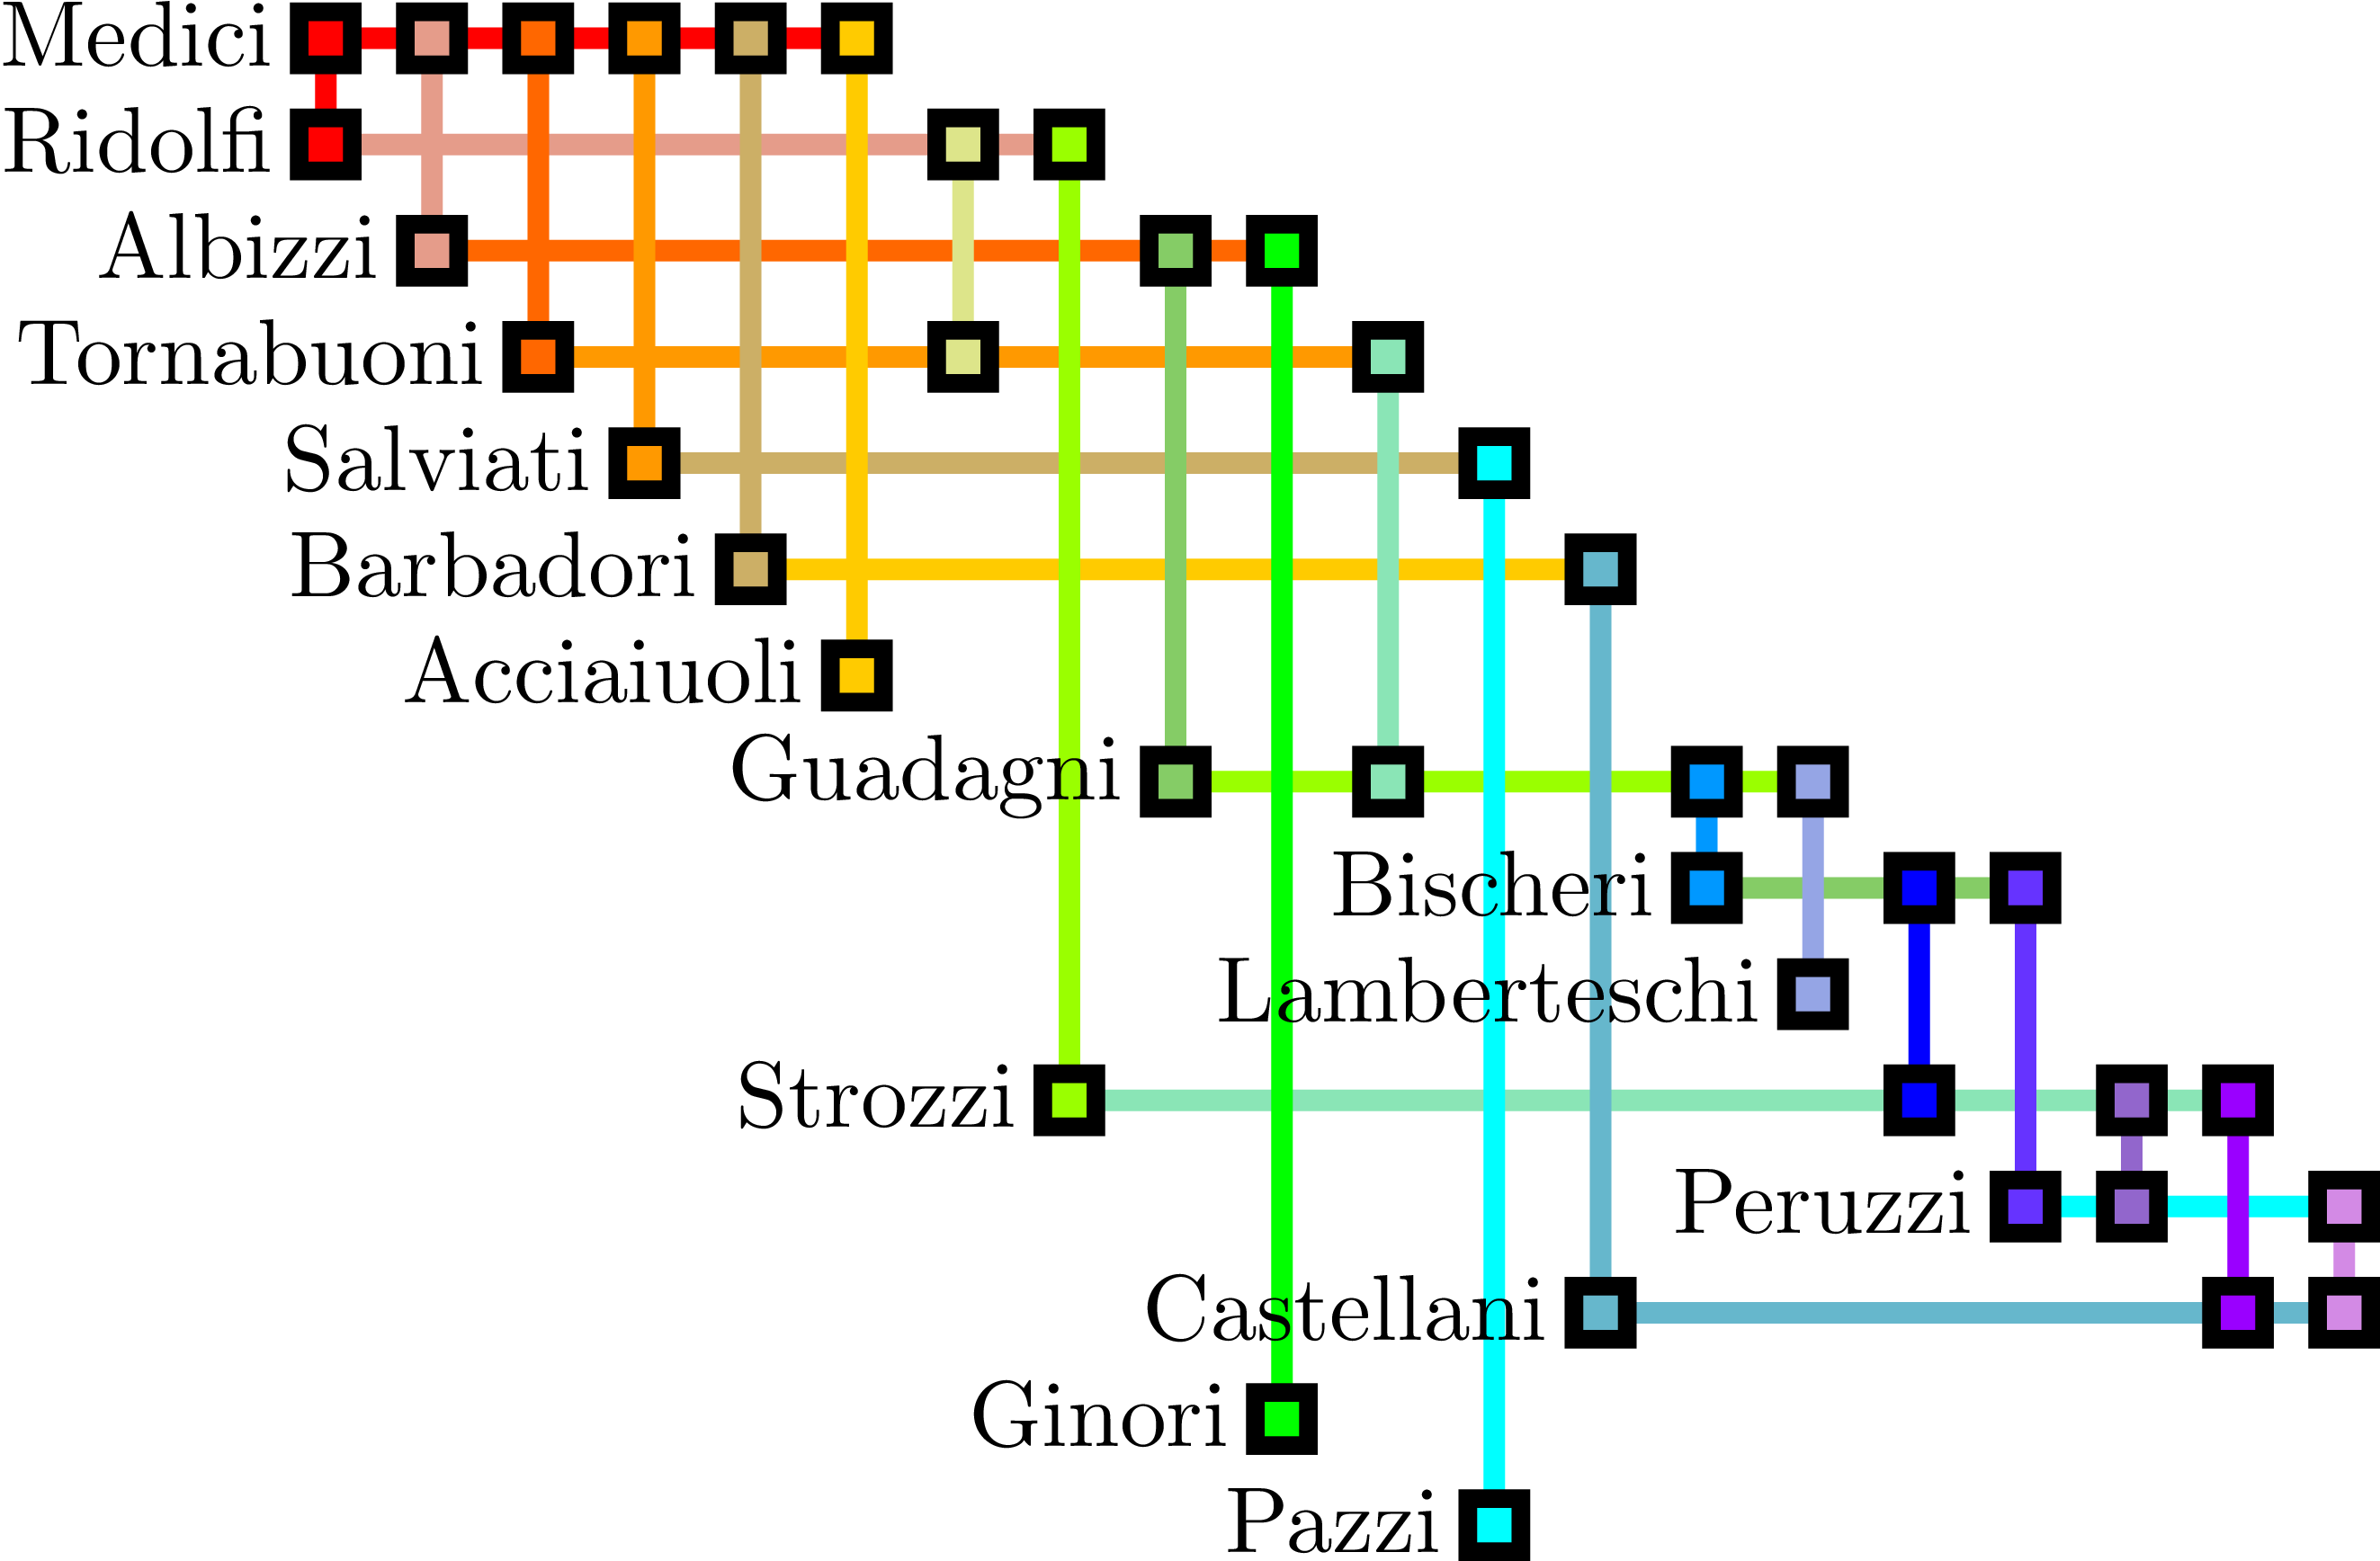 Medici
Ridolfi
Albizzi
Tornabuoni
Salviati
Barbadori
Acciaiuoli
Guadagni
Bischeri
Lamberteschi
Strozzi
Peruzzi
Castellani
Ginori
Pazzi